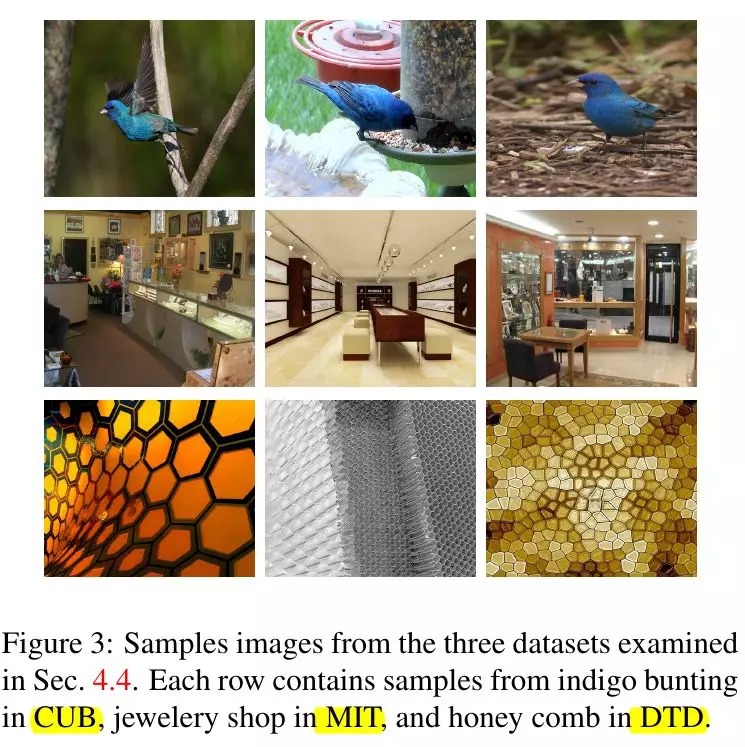 Figure 3: Samples images from the three datasets examined
in Sec. 4.4. Each row contains samples from indigo bunting
in CUB, jewelery shop in MIT, and honey comb in DTD.